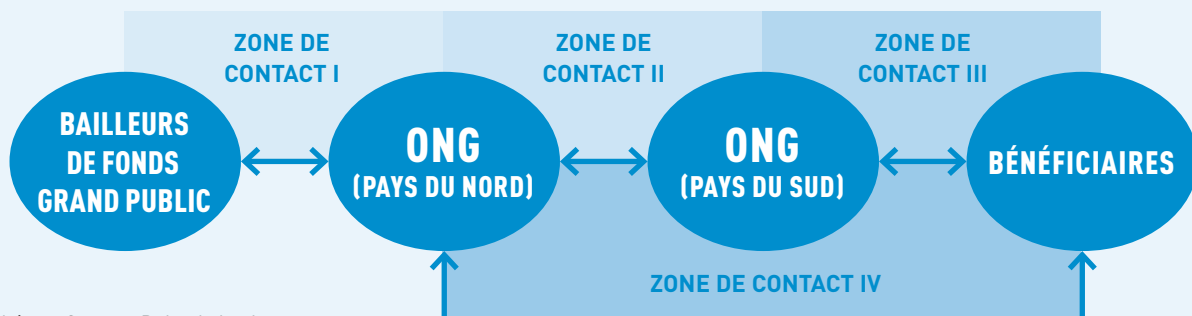 ZONE DE
CONTACT I
ZONE DE
CONTACT II
ZONE DE
CONTACT III
BAILLEURS
DE FONDS
GRAND PUBLIC
ONG
(PAYS DU NORD)
ONG
(PAYS DU SUD)
BÉNÉFICIAIRES
ZONE DE CONTACT IV